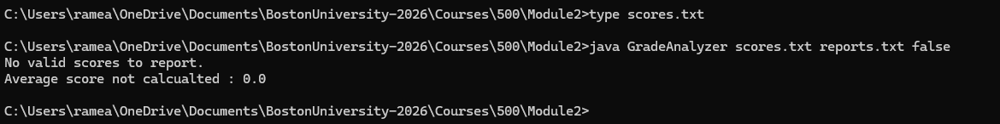 C:\Users\ramea\OneDrive\Documents\BostonUniversity-2026\Courses\500\Module2>type scores.txt
C:\Users\ramea\OneDrive\Documents\BostonUniversity-2026\Courses\500\Module2>java GradeAnalyzer scores.txt reports.txt false
No valid scores to report.
Average score not calcualted : 0.0
C:\Users\ramea\OneDrive\Documents\BostonUniversity-2026\Courses\500\Module2>